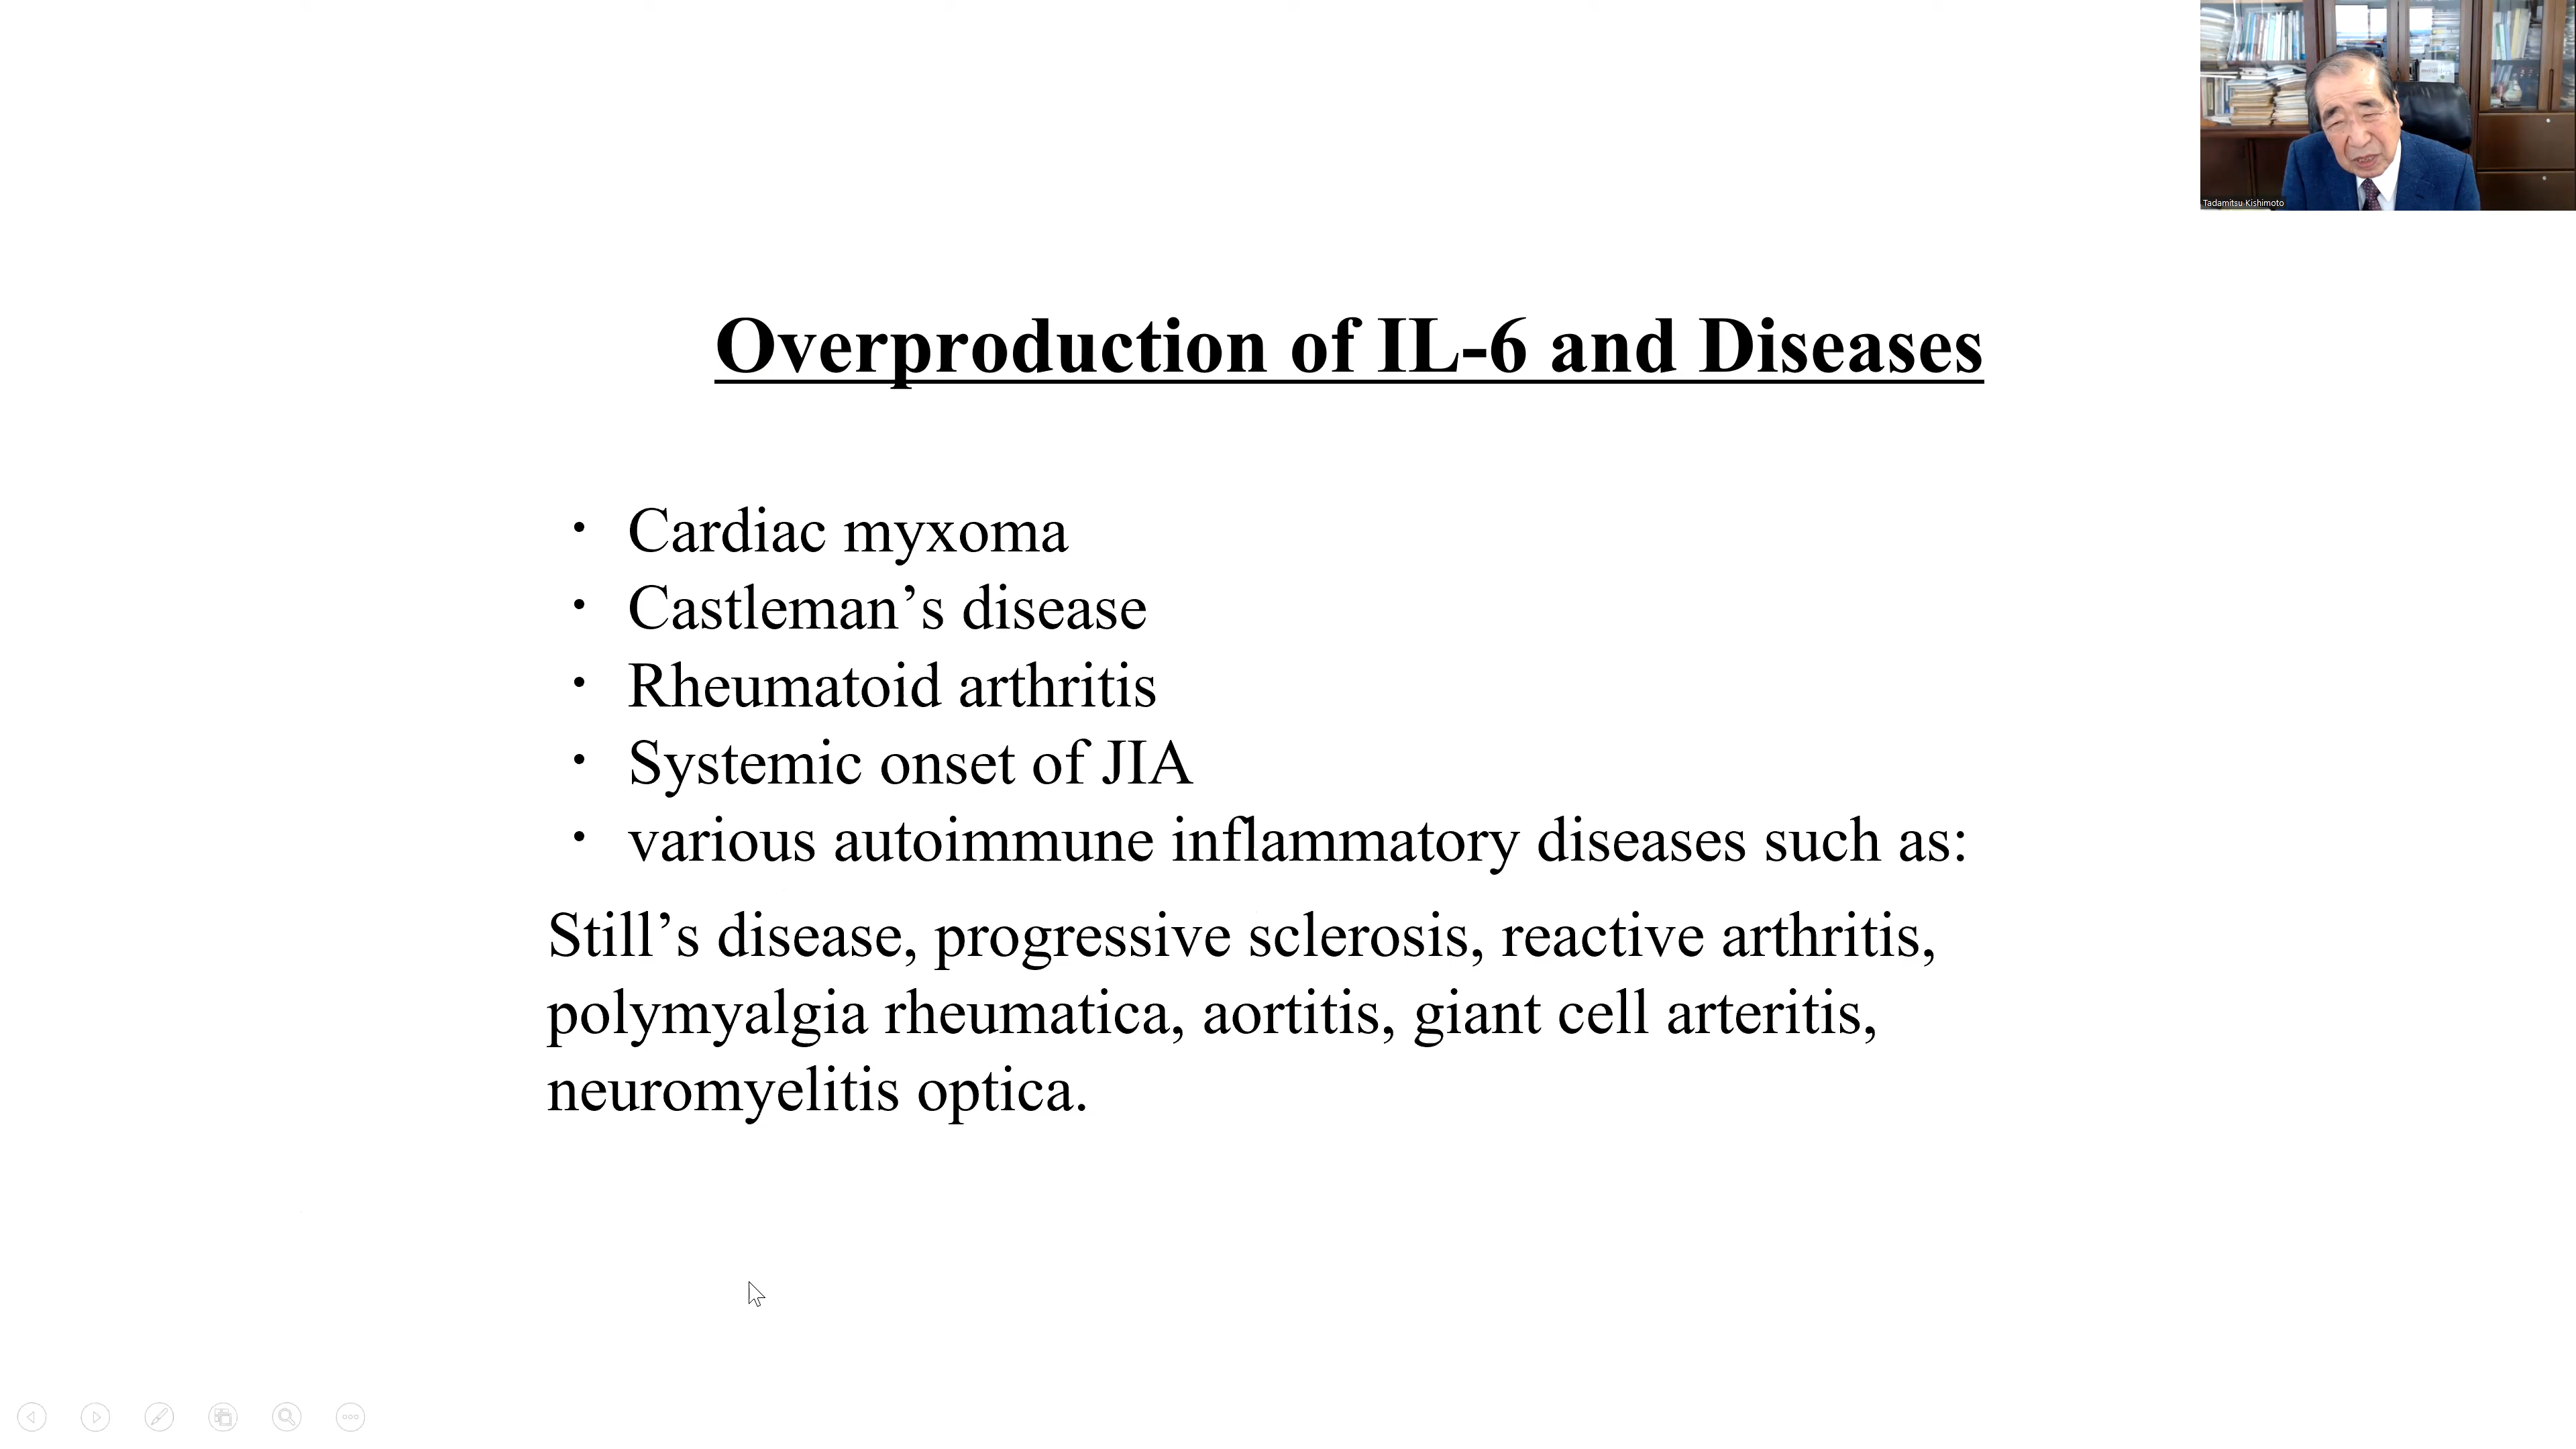 Tadamitsu Kishimoto
Overproduction of IL-6 and Diseases
・ Cardiac myxoma
・ Castleman’s disease
・ Rheumatoid arthritis
・ Systemic onset of JIA
・ various autoimmune inflammatory diseases such as:
Still’s disease, progressive sclerosis, reactive arthritis,
polymyalgia rheumatica, aortitis, giant cell arteritis,
neuromyelitis optica.